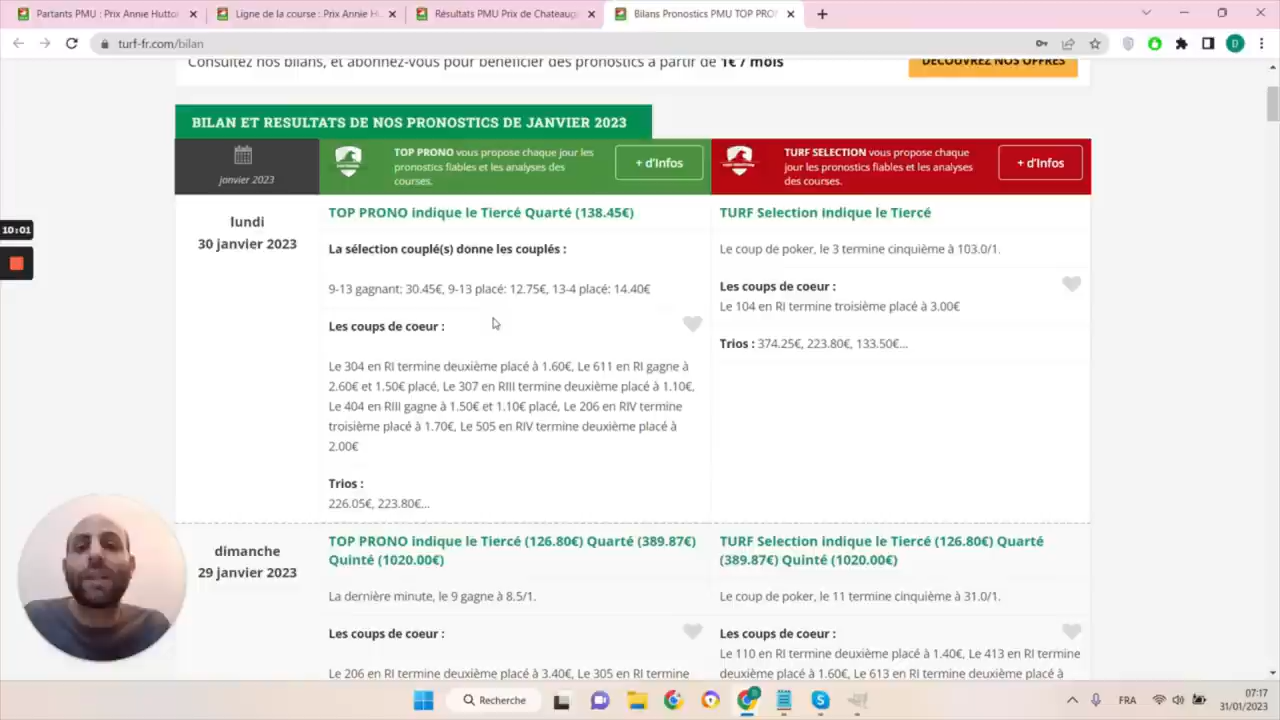 Partants PMU : Prix Annie Hutton
Ligne de la course : Prix Annie H
Résultats PMU Prix de Chateaug
Bilans Pronostics PMU TOP PRO
turf-fr.com/bilan
Consultez nos bilans, et abonnez-vous pour bénéficier des pronostics à partir de 1€ / mois
DÉCOUVREZ NOS OFFRES
BILAN ET RESULTATS DE NOS PRONOSTICS DE JANVIER 2023
janvier 2023
TOP PRONO vous propose chaque jour les
pronostics fiables et les analyses des
courses.
+ d'Infos
TURF SELECTION vous propose chaque
jour les pronostics fiables et les analyses
des courses.
+ d'Infos
lundi
30 janvier 2023
TOP PRONO indique le Tiercé Quarté (138.45€)
La sélection couplé(s) donne les couplés :
9-13 gagnant: 30.45€, 9-13 placé: 12.75€, 13-4 placé: 14.40€
Les coups de coeur :
Le 304 en RI termine deuxième placé à 1.60€, Le 611 en RI gagne à
2.60€ et 1.50€ placé, Le 307 en RIII termine deuxième placé à 1.10€,
Le 404 en RIII gagne à 1.50€ et 1.10€ placé, Le 206 en RIV termine
troisième placé à 1.70€, Le 505 en RIV termine deuxième placé à
2.00€
Trios :
226.05€, 223.80€...
TURF Selection indique le Tiercé
Le coup de poker, le 3 termine cinquième à 103.0/1.
Les coups de coeur :
Le 104 en RI termine troisième placé à 3.00€
Trios : 374.25€, 223.80€, 133.50€...
10:01
dimanche
29 janvier 2023
TOP PRONO indique le Tiercé (126.80€) Quarté (389.87€)
Quinté (1020.00€)
La dernière minute, le 9 gagne à 8.5/1.
Les coups de coeur :
Le 206 en RI termine deuxième placé à 3.40€, Le 305 en RI termine
TURF Selection indique le Tiercé (126.80€) Quarté
(389.87€) Quinté (1020.00€)
Le coup de poker, le 11 termine cinquième à 31.0/1.
Les coups de coeur :
Le 110 en RI termine deuxième placé à 1.40€, Le 413 en RI termine
deuxième placé à 1.60€, Le 613 en RI termine deuxième placé à
Recherche
FRA
07:17
31/01/2023